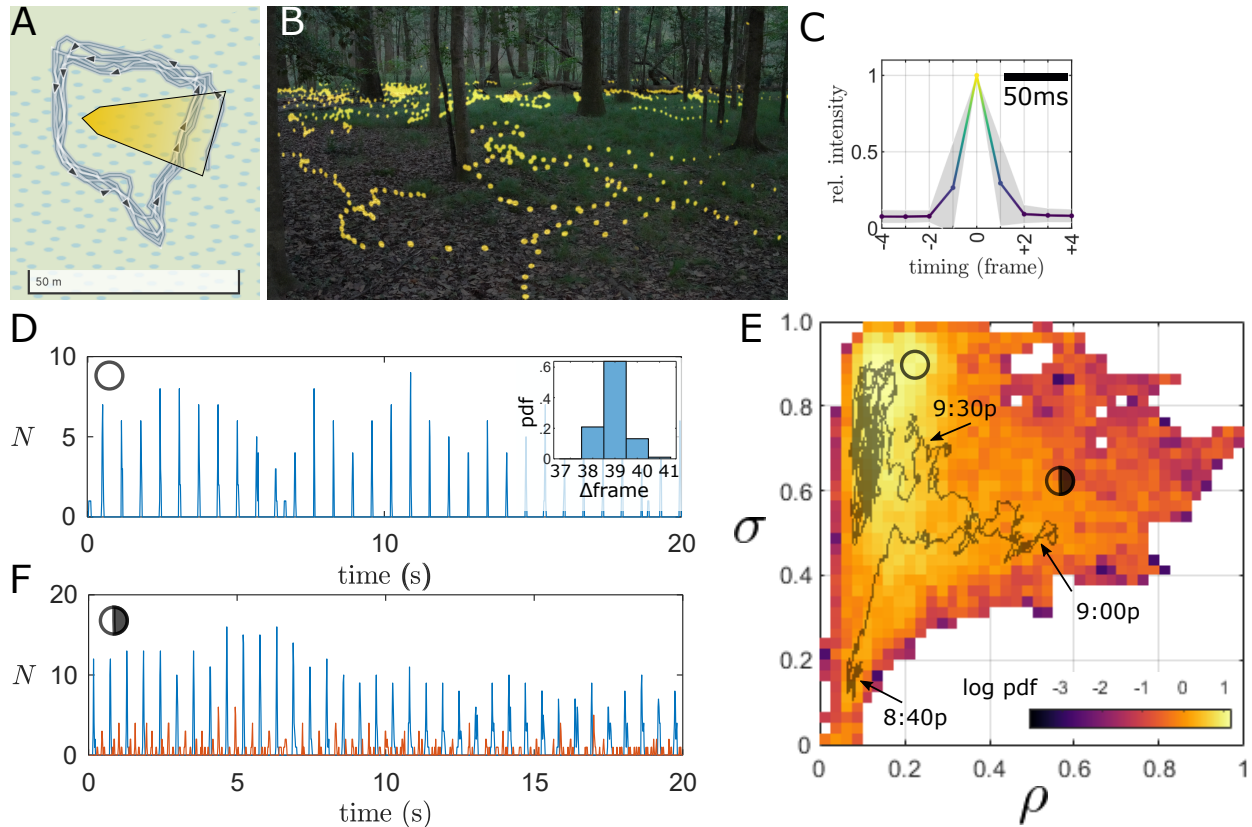 A
50 m
B
C
1
0.5
0
rel. intensity
50ms
-4
-2
0
+2
+4
timing (frame)
D
10
5
0
N
0
10
20
time (s)
.6
.4
.2
0
pdf
37 38 39 40 41
Δframe
E
1.0
0.8
0.6
0.4
0.2
0
σ
9:30p
9:00p
8:40p
log pdf -3 -2 -1 0 1
0 0.2 0.4 0.6 0.8 1
ρ
F
20
10
0
N
0 5 10 15 20
time (s)